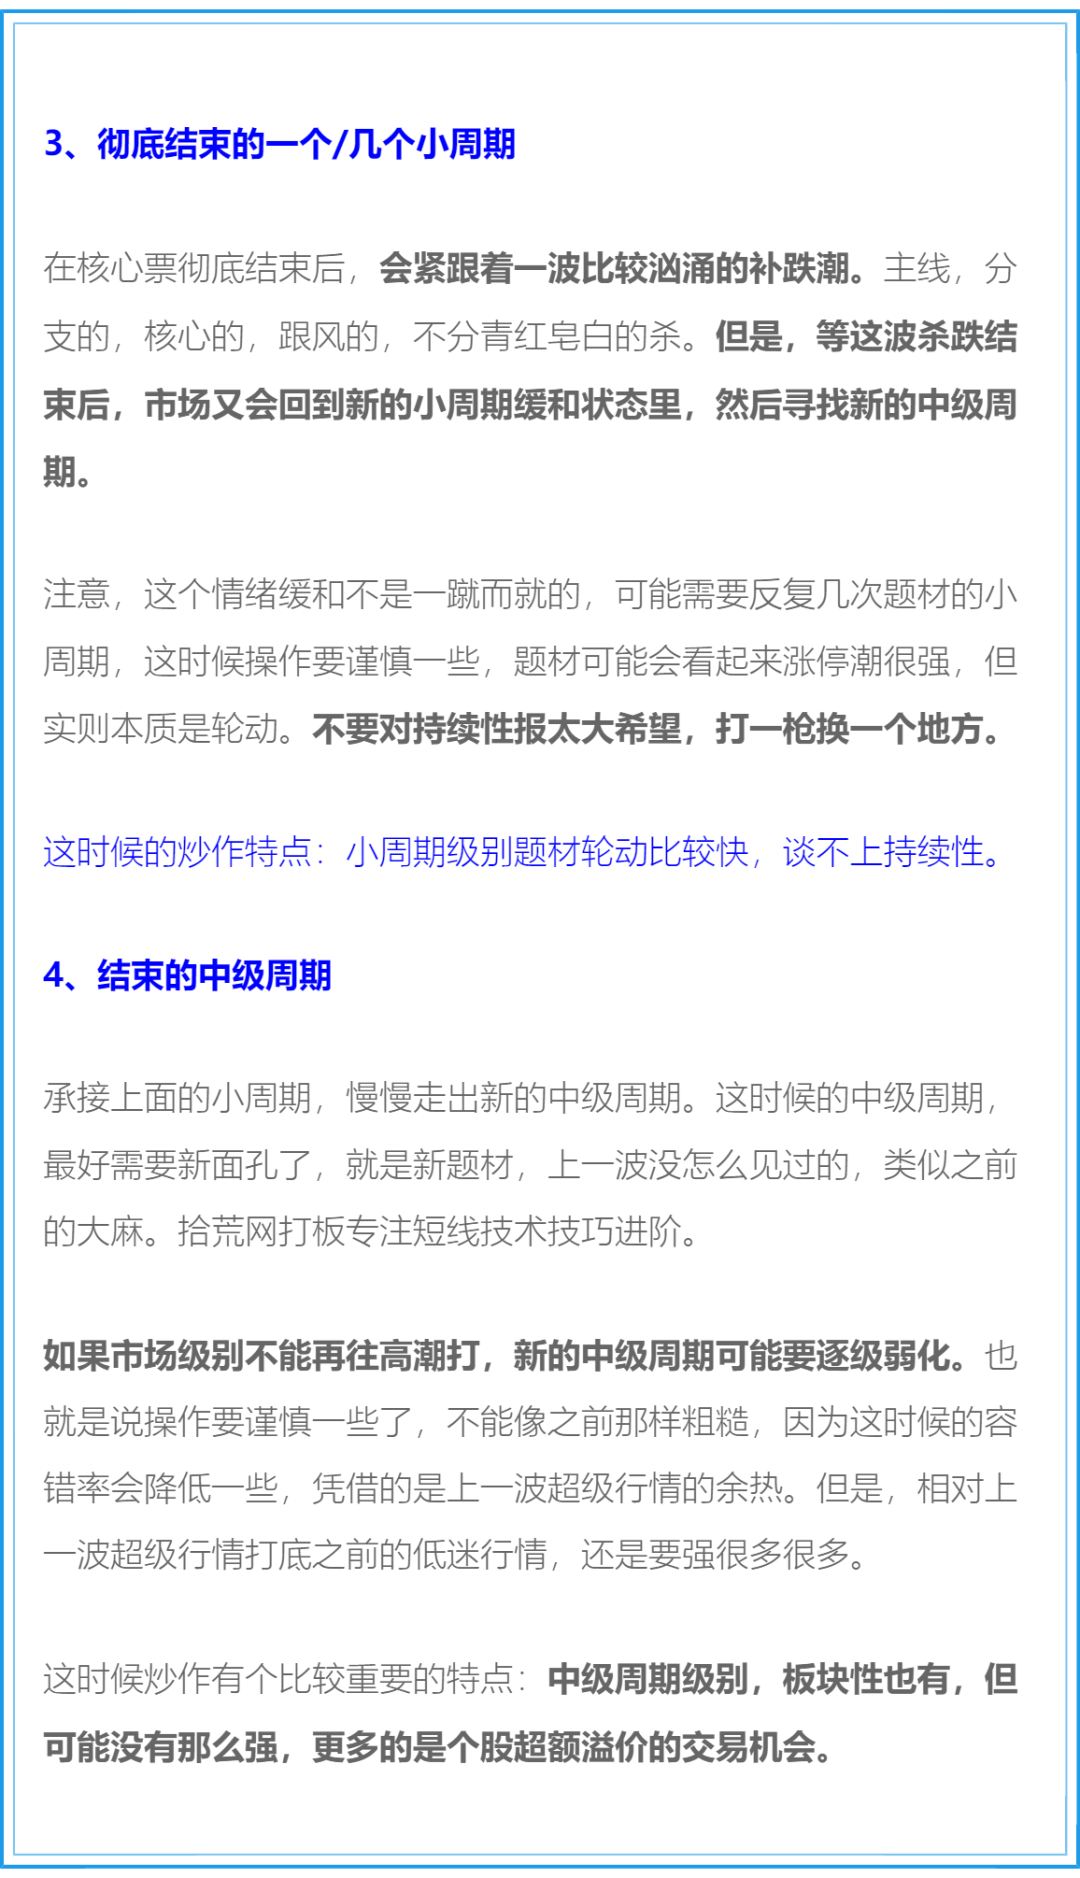 3、彻底结束的一个/几个小周期
在核心票彻底结束后，会紧跟着一波比较汹涌的补跌潮。主线，分
支的，核心的，跟风的，不分青红皂白的杀。但是，等这波杀跌结
束后，市场又会回到新的小周期缓和状态里，然后寻找新的中级周
期。
注意，这个情绪缓和不是一蹴而就的，可能需要反复几次题材的小
周期，这时候操作要谨慎一些，题材可能会看起来涨停潮很强，但
实则本质是轮动。不要对持续性报太大希望，打一枪换一个地方。
这时候的炒作特点：小周期级别题材轮动比较快，谈不上持续性。
4、结束的中级周期
承接上面的小周期，慢慢走出新的中级周期。这时候的中级周期，
最好需要新面孔了，就是新题材，上一波没怎么见过的，类似之前
的大麻。拾荒网打板专注短线技术技巧进阶。
如果市场级别不能再往高潮打，新的中级周期可能要逐级弱化。也
就是说操作要谨慎一些了，不能像之前那样粗糙，因为这时候的容
错率会降低一些，凭借的是上一波超级行情的余热。但是，相对上
一波超级行情打底之前的低迷行情，还是要强很多很多。
这时候炒作有个比较重要的特点：中级周期级别，板块性也有，但
可能没有那么强，更多的是个股超额溢价的交易机会。